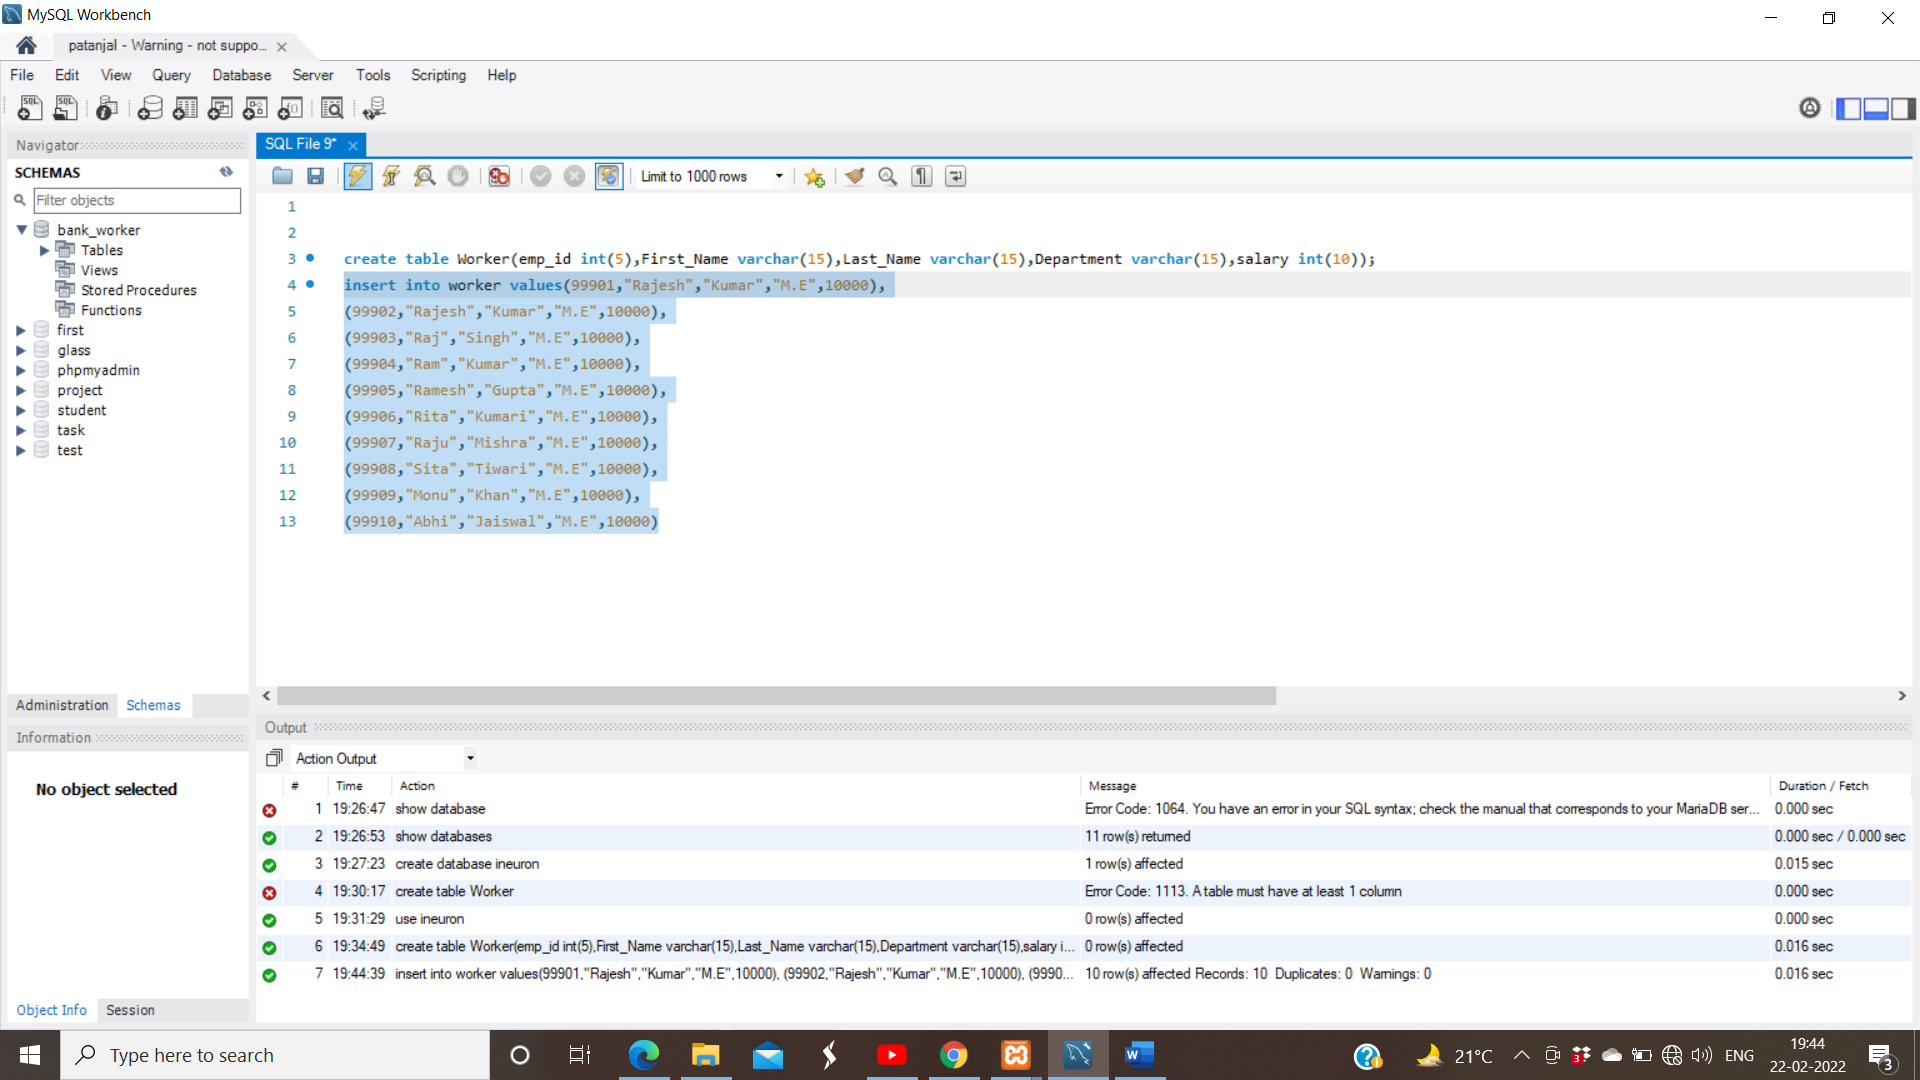 MySQL Workbench
patanjal - Warning - not suppo...
File Edit View Query Database Server Tools Scripting Help
Navigator
SCHEMAS
Filter objects
bank_worker
Tables
Views
Stored Procedures
Functions
first
glass
phpmyadmin
project
student
task
test
Administration Schemas
Information
No object selected
Object Info Session
SQL File 9*
Limit to 1000 rows
1
2
3 create table Worker(emp_id int(5),First_Name varchar(15),Last_Name varchar(15),Department varchar(15),salary int(10));
4 insert into worker values(99901,"Rajesh","Kumar","M.E",10000),
5 (99902,"Rajesh","Kumar","M.E",10000),
6 (99903,"Raj","Singh","M.E",10000),
7 (99904,"Ram","Kumar","M.E",10000),
8 (99905,"Ramesh","Gupta","M.E",10000),
9 (99906,"Rita","Kumari","M.E",10000),
10 (99907,"Raju","Mishra","M.E",10000),
11 (99908,"Sita","Tiwari","M.E",10000),
12 (99909,"Monu","Khan","M.E",10000),
13 (99910,"Abhi","Jaiswal","M.E",10000)
Output
Action Output
# Time Action Message Duration / Fetch
1 19:26:47 show database Error Code: 1064. You have an error in your SQL syntax; check the manual that corresponds to your MariaDB ser... 0.000 sec
2 19:26:53 show databases 11 row(s) returned 0.000 sec / 0.000 sec
3 19:27:23 create database ineuron 1 row(s) affected 0.015 sec
4 19:30:17 create table Worker Error Code: 1113. A table must have at least 1 column 0.000 sec
5 19:31:29 use ineuron 0 row(s) affected 0.000 sec
6 19:34:49 create table Worker(emp_id int(5),First_Name varchar(15),Last_Name varchar(15),Department varchar(15),salary i... 0 row(s) affected 0.016 sec
7 19:44:39 insert into worker values(99901,"Rajesh","Kumar","M.E",10000), (99902,"Rajesh","Kumar","M.E",10000), (9990... 10 row(s) affected Records: 10 Duplicates: 0 Warnings: 0 0.016 sec
Type here to search
21°C
ENG
19:44
22-02-2022
3